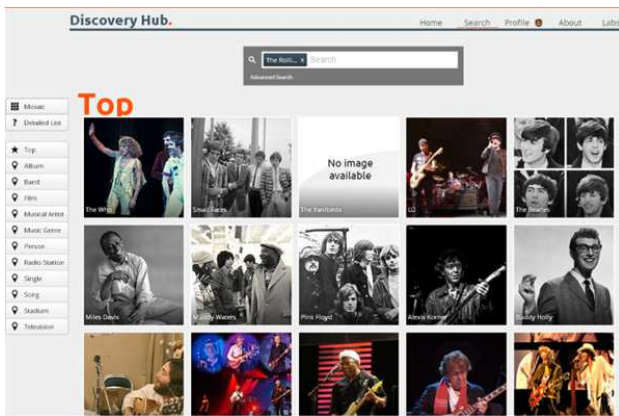 Discovery Hub.
Home Search Profile About Labs
The Rolli... x Search
Advanced Search
Top
Mosaic
? Detailed List
Top
Album
Band
Film
Musical Artist
Music Genre
Person
Radio Station
Single
Song
Stadium
Television
No image
available
The Who
Small Faces
The Yardbirds
U2
The Beatles
Miles Davis
Muddy Waters
Pink Floyd
Alexis Korner
Buddy Holly